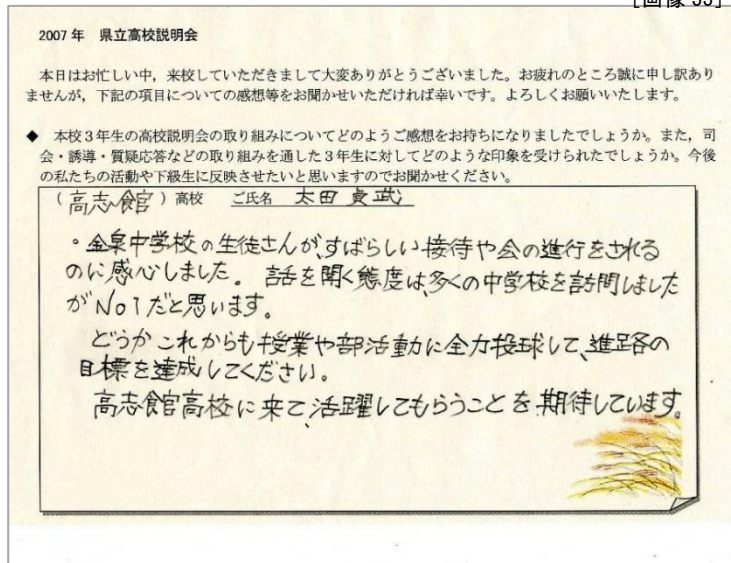 2007 年　県立高校説明会
本日はお忙しい中，来校していただきまして大変ありがとうございました。お疲れのところ誠に申し訳あり
ませんが，下記の項目についての感想等をお聞かせいただければ幸いです。よろしくお願いいたします。
◆ 本校３年生の高校説明会の取り組みについてどのようご感想をお持ちになりましたでしょうか。また，司
会・誘導・質疑応答などの取り組みを通した３年生に対してどのような印象を受けられたでしょうか。今後
の私たちの活動や下級生に反映させたいと思いますのでお聞かせください。
（高志館）高校　ご氏名　太田 貞武
。金泉中学校の生徒さんが、すばらしい接待や会の進行をされる
のに感心しました。 話を聞く態度は、多くの中学校を訪問しました
がNo1だと思います。
どうかこれからも授業や部活動に全力投球して、進路の
目標を達成してください。
高志館高校に来て、活躍してもらうことを期待しています。